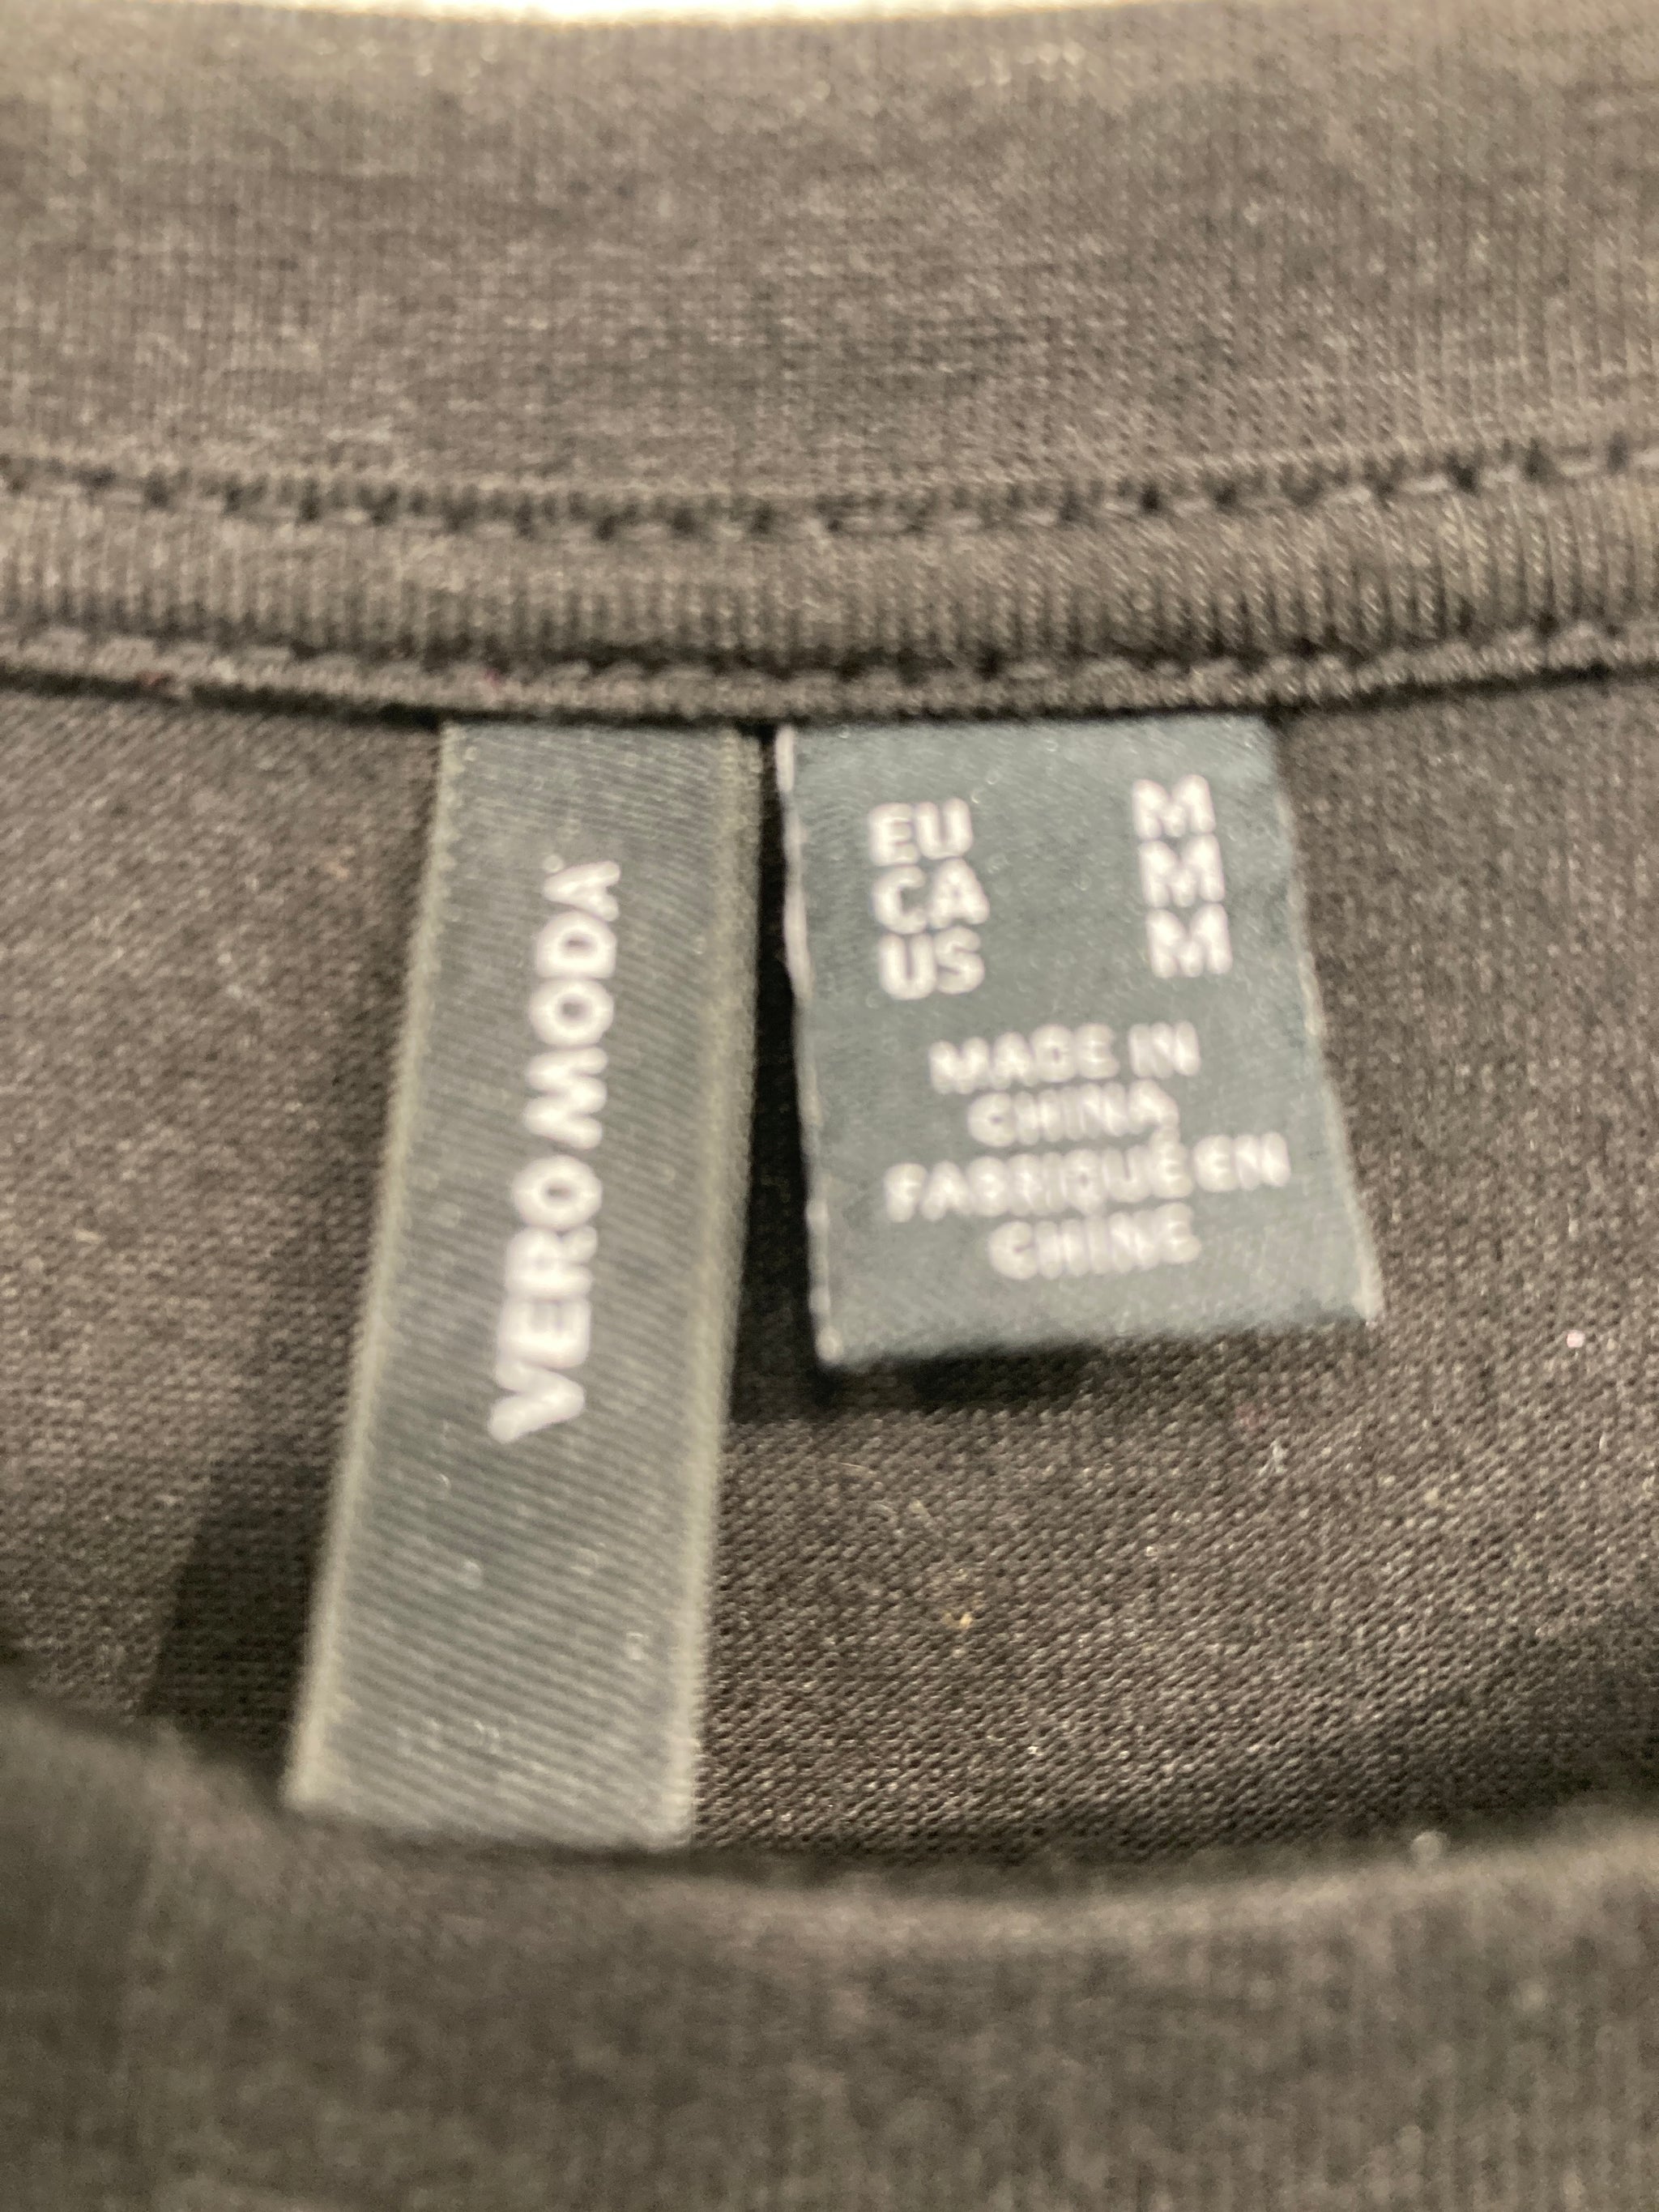 VERO MODA
EU M
CA M
US M
MADE IN
CHINA
FABRIQUÉ EN
CHINE